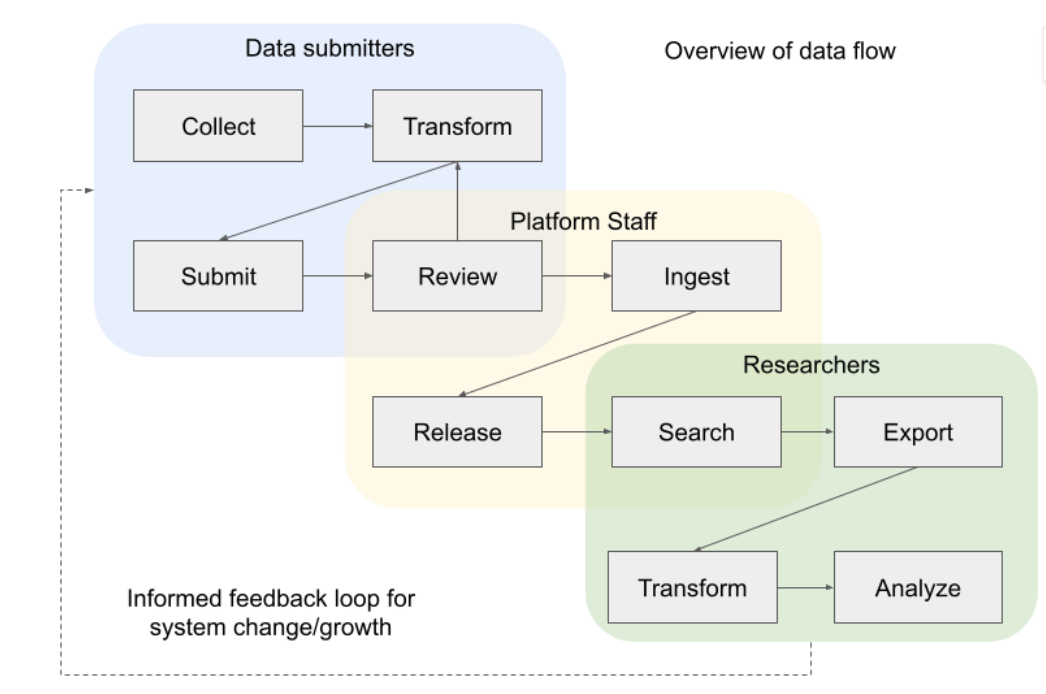 Data submitters
Overview of data flow
Collect
Transform
Platform Staff
Submit
Review
Ingest
Researchers
Release
Search
Export
Transform
Analyze
Informed feedback loop for
system change/growth